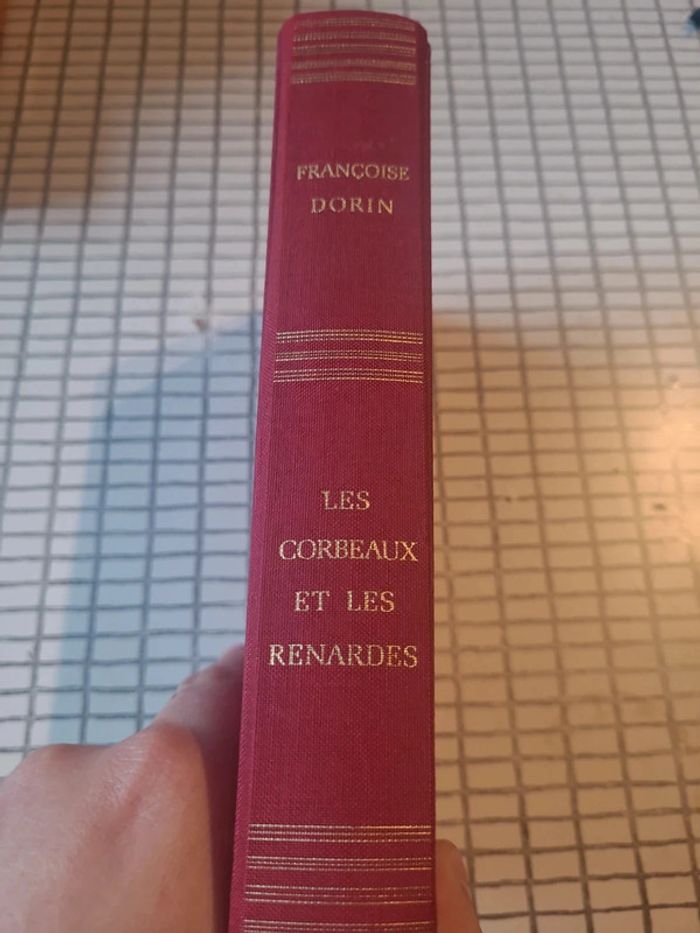 FRANÇOISE
DORIN
LES
CORBEAUX
ET LES
RENARDES